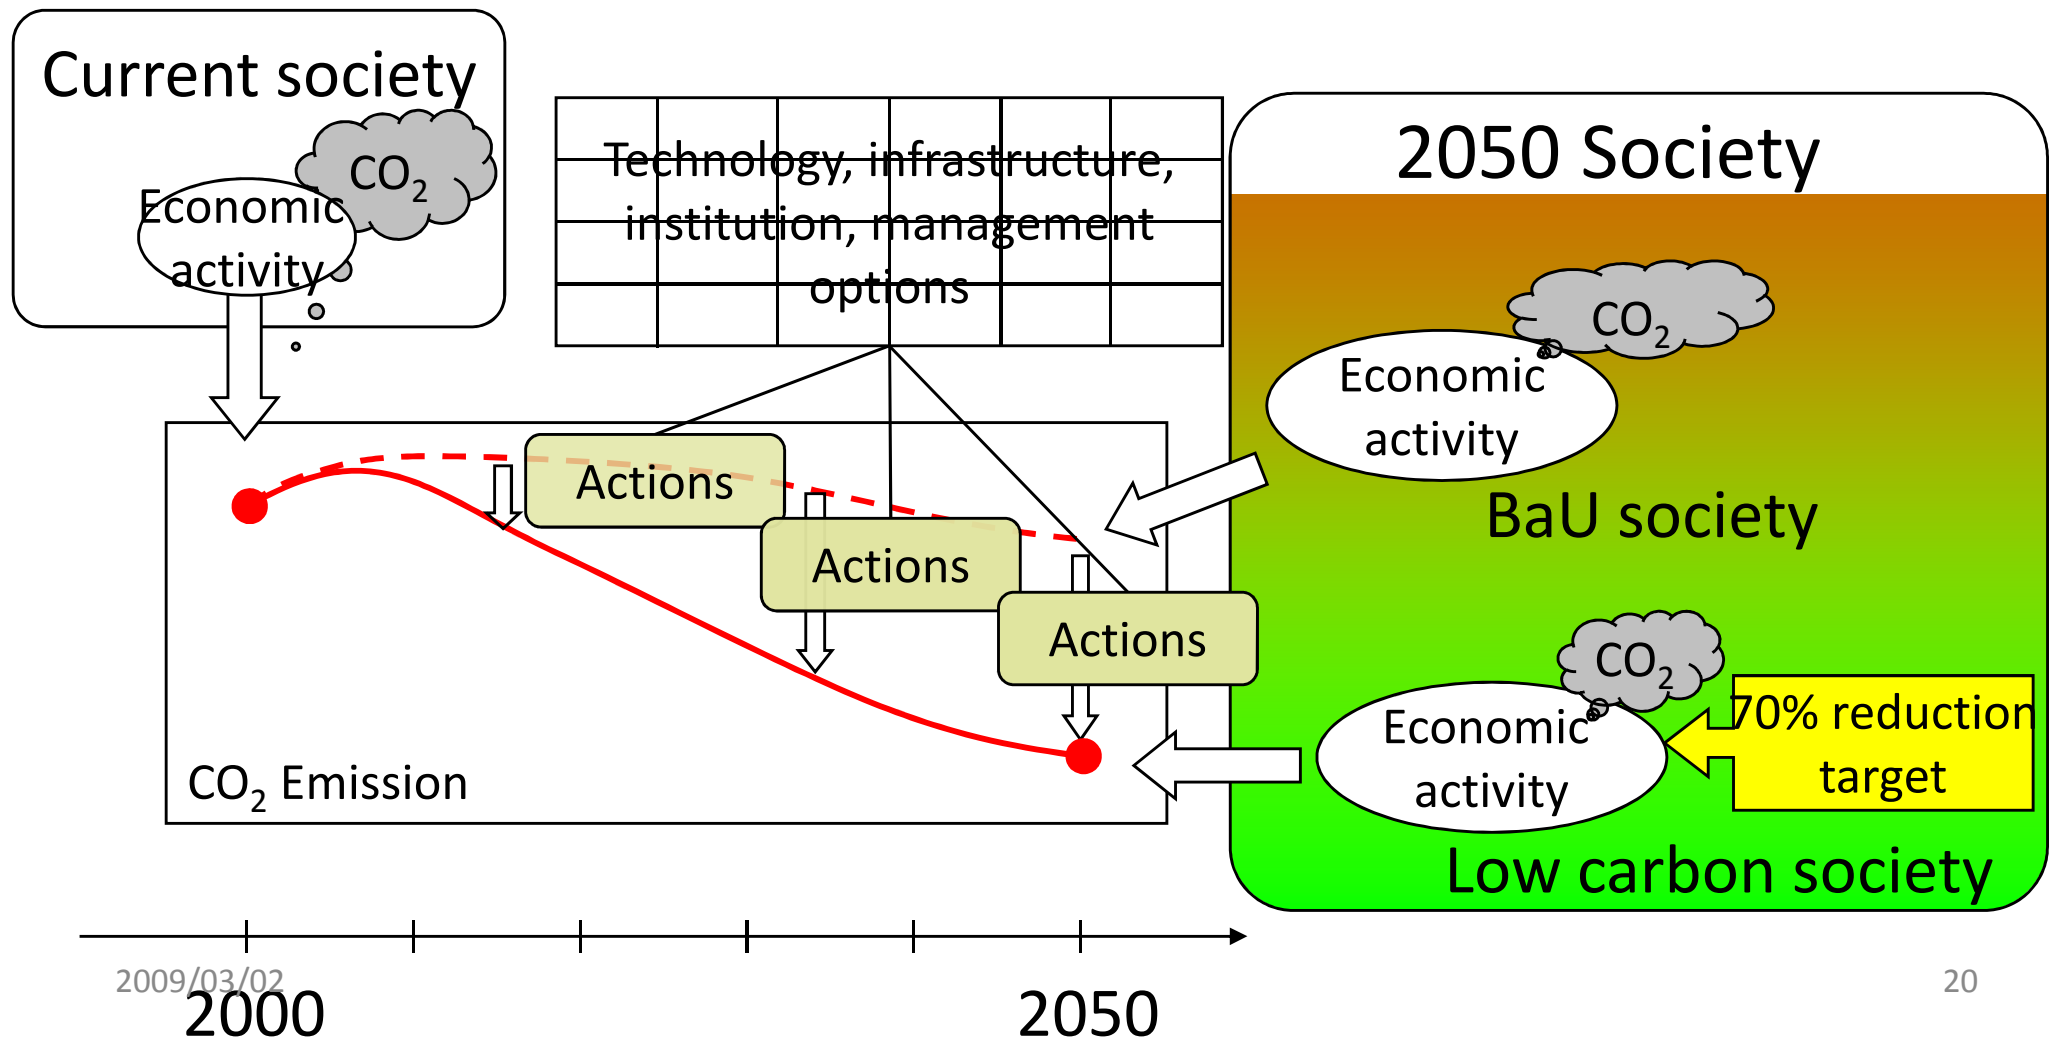 Current society
CO₂
Economic
activity
Technology, infrastructure,
institution, management
options
2050 Society
CO₂
Economic
activity
BaU society
Actions
Actions
Actions
CO₂
Economic
activity
70% reduction
target
Low carbon society
CO₂ Emission
2009/03/02
2000
2050
20